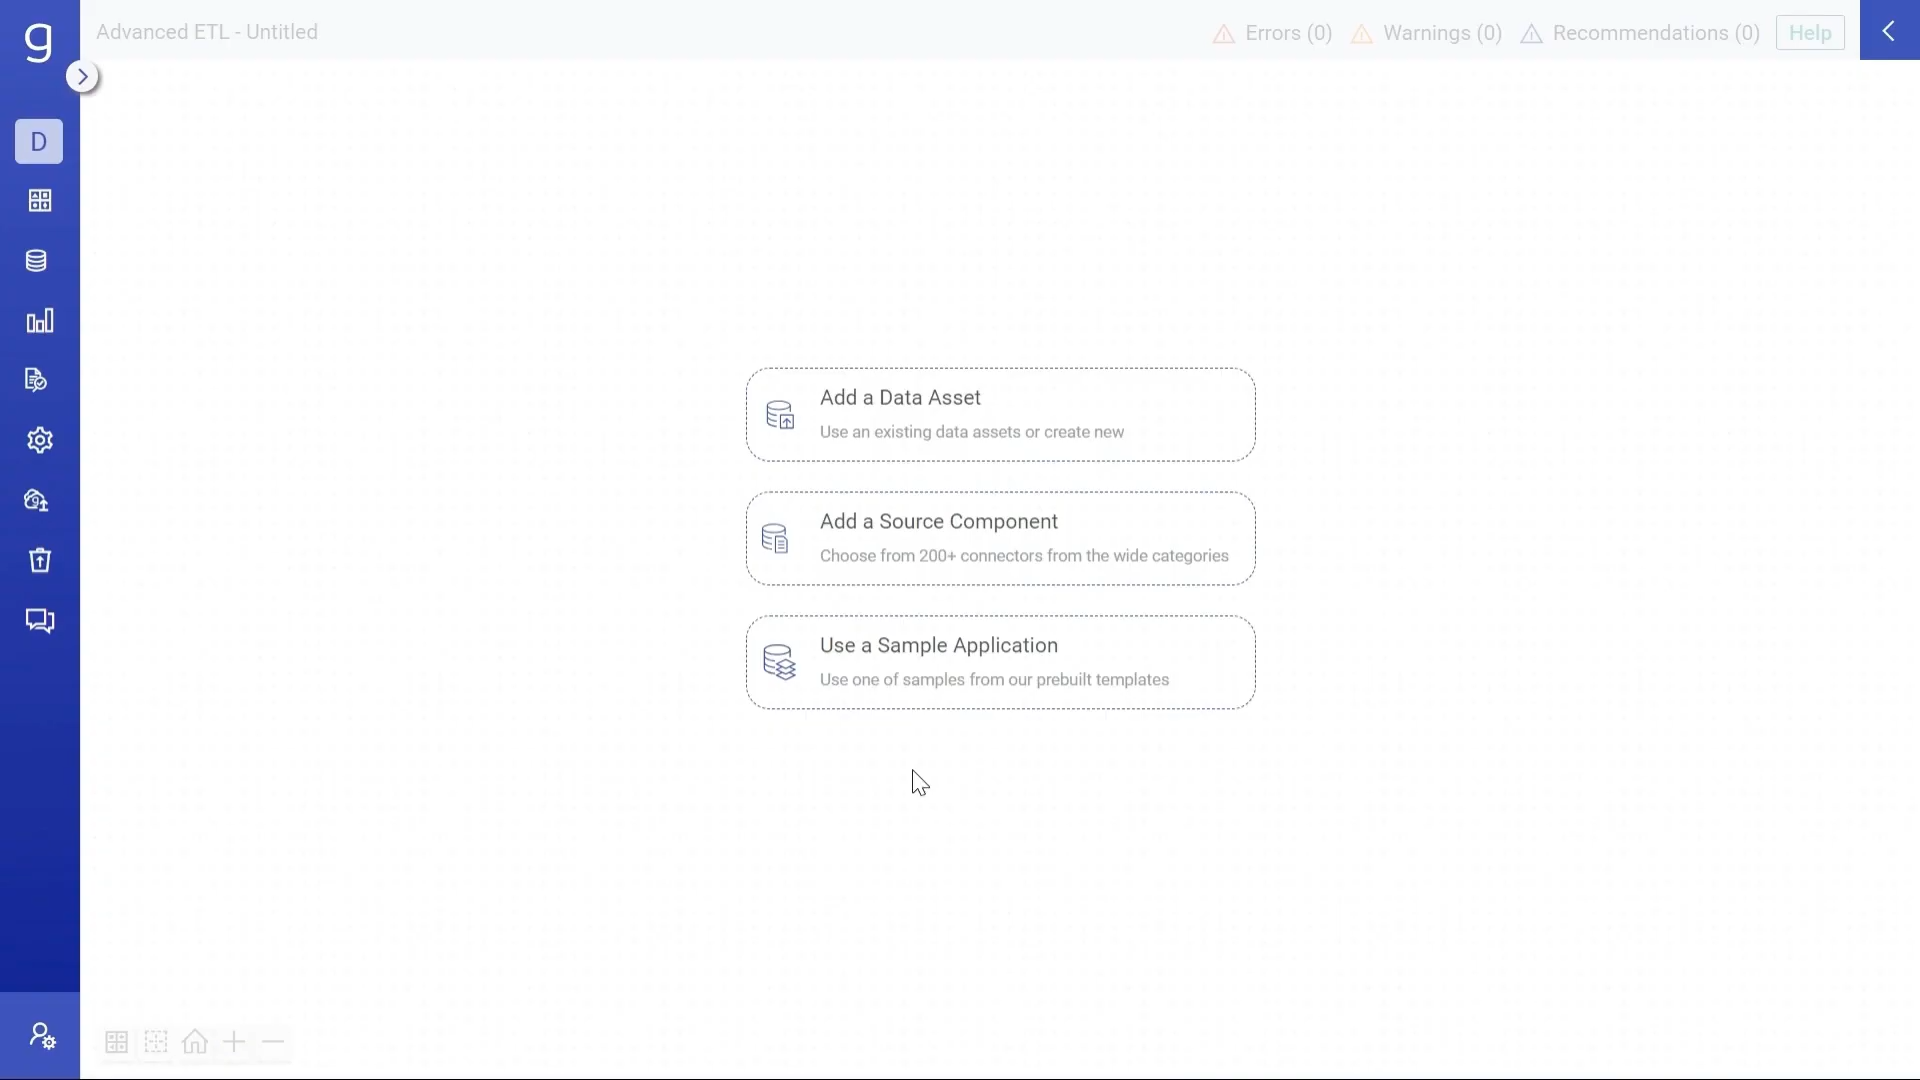 g
Advanced ETL - Untitled
Errors (0)
Warnings (0)
Recommendations (0)
Help
D
Add a Data Asset
Use an existing data assets or create new
Add a Source Component
Choose from 200+ connectors from the wide categories
Use a Sample Application
Use one of samples from our prebuilt templates